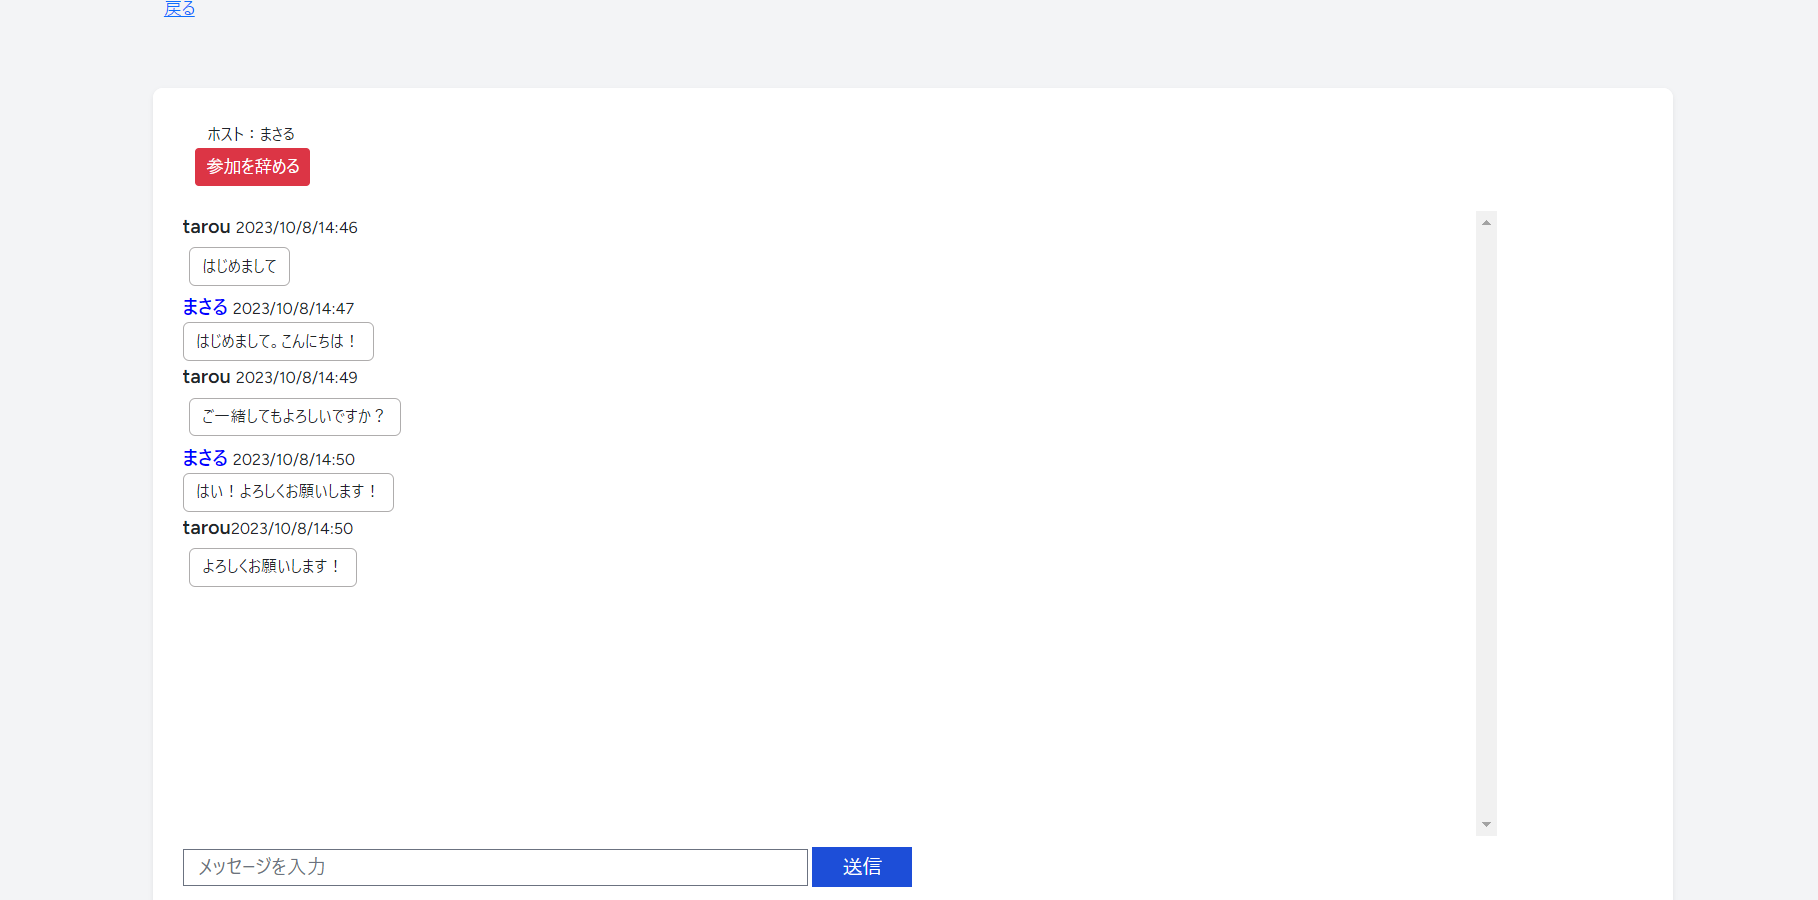 戻る
ホスト：まさる
参加を辞める
tarou 2023/10/8/14:46
はじめまして
まさる 2023/10/8/14:47
はじめまして。こんにちは！
tarou 2023/10/8/14:49
ご一緒してもよろしいですか？
まさる 2023/10/8/14:50
はい！よろしくお願いします！
tarou2023/10/8/14:50
よろしくお願いします！
メッセージを入力 送信